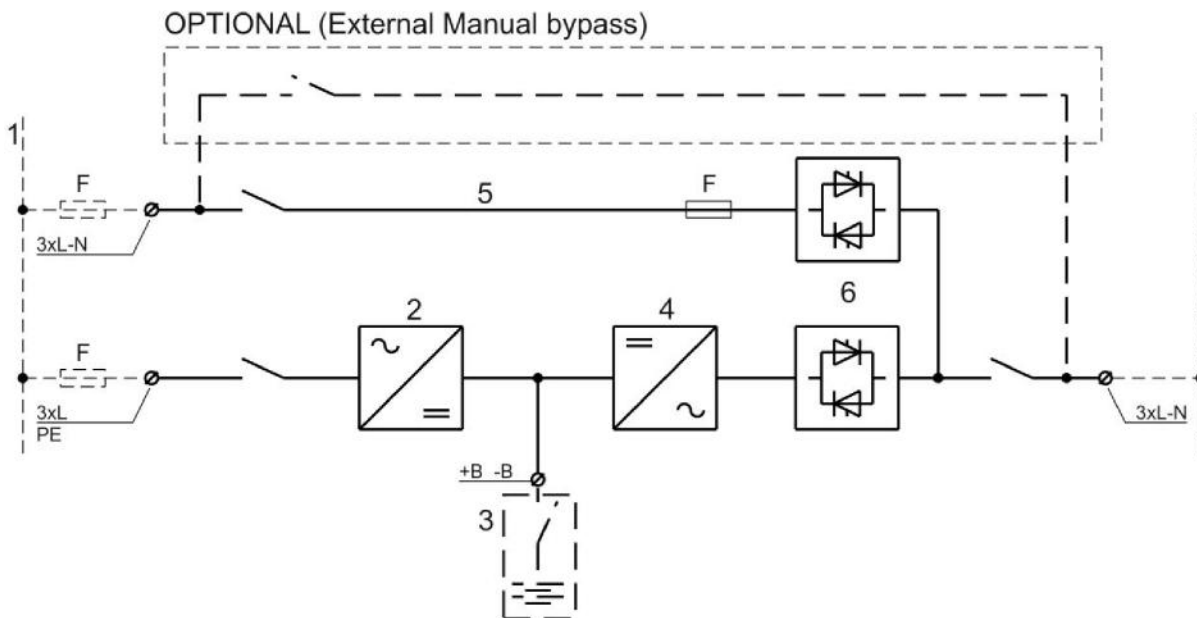 OPTIONAL (External Manual bypass)
1
F
5
F
3xL-N
2
4
6
F
3xL
PE
3xL-N
+B -B
3